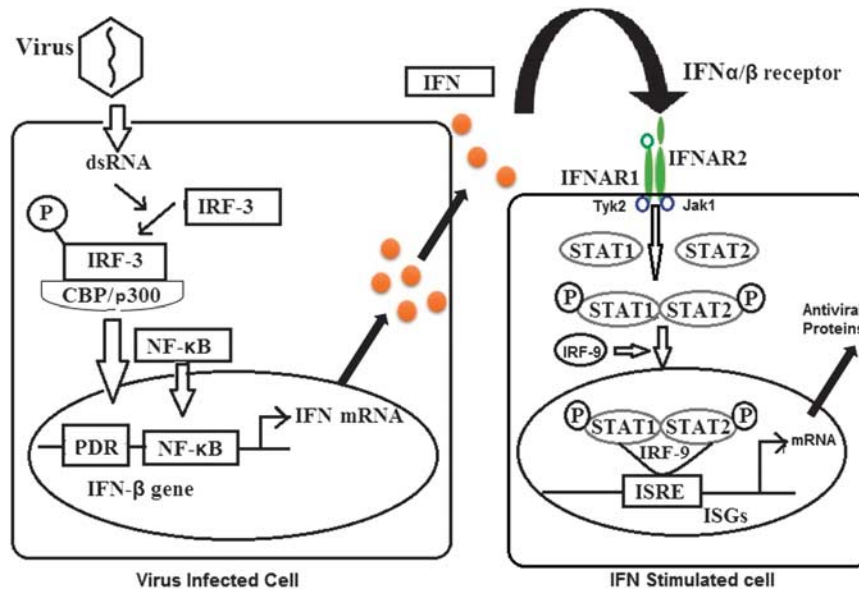 Virus
dsRNA
IRF-3
P
IRF-3
CBP/p300
NF-κB
IFN mRNA
PDR
NF-κB
IFN-β gene
Virus Infected Cell
IFN
IFNα/β receptor
IFNAR2
IFNAR1
Tyk2
Jak1
STAT1
STAT2
P
STAT1
STAT2
P
IRF-9
Antiviral
Proteins
P
STAT1
STAT2
P
IRF-9
mRNA
ISRE
ISGs
IFN Stimulated cell